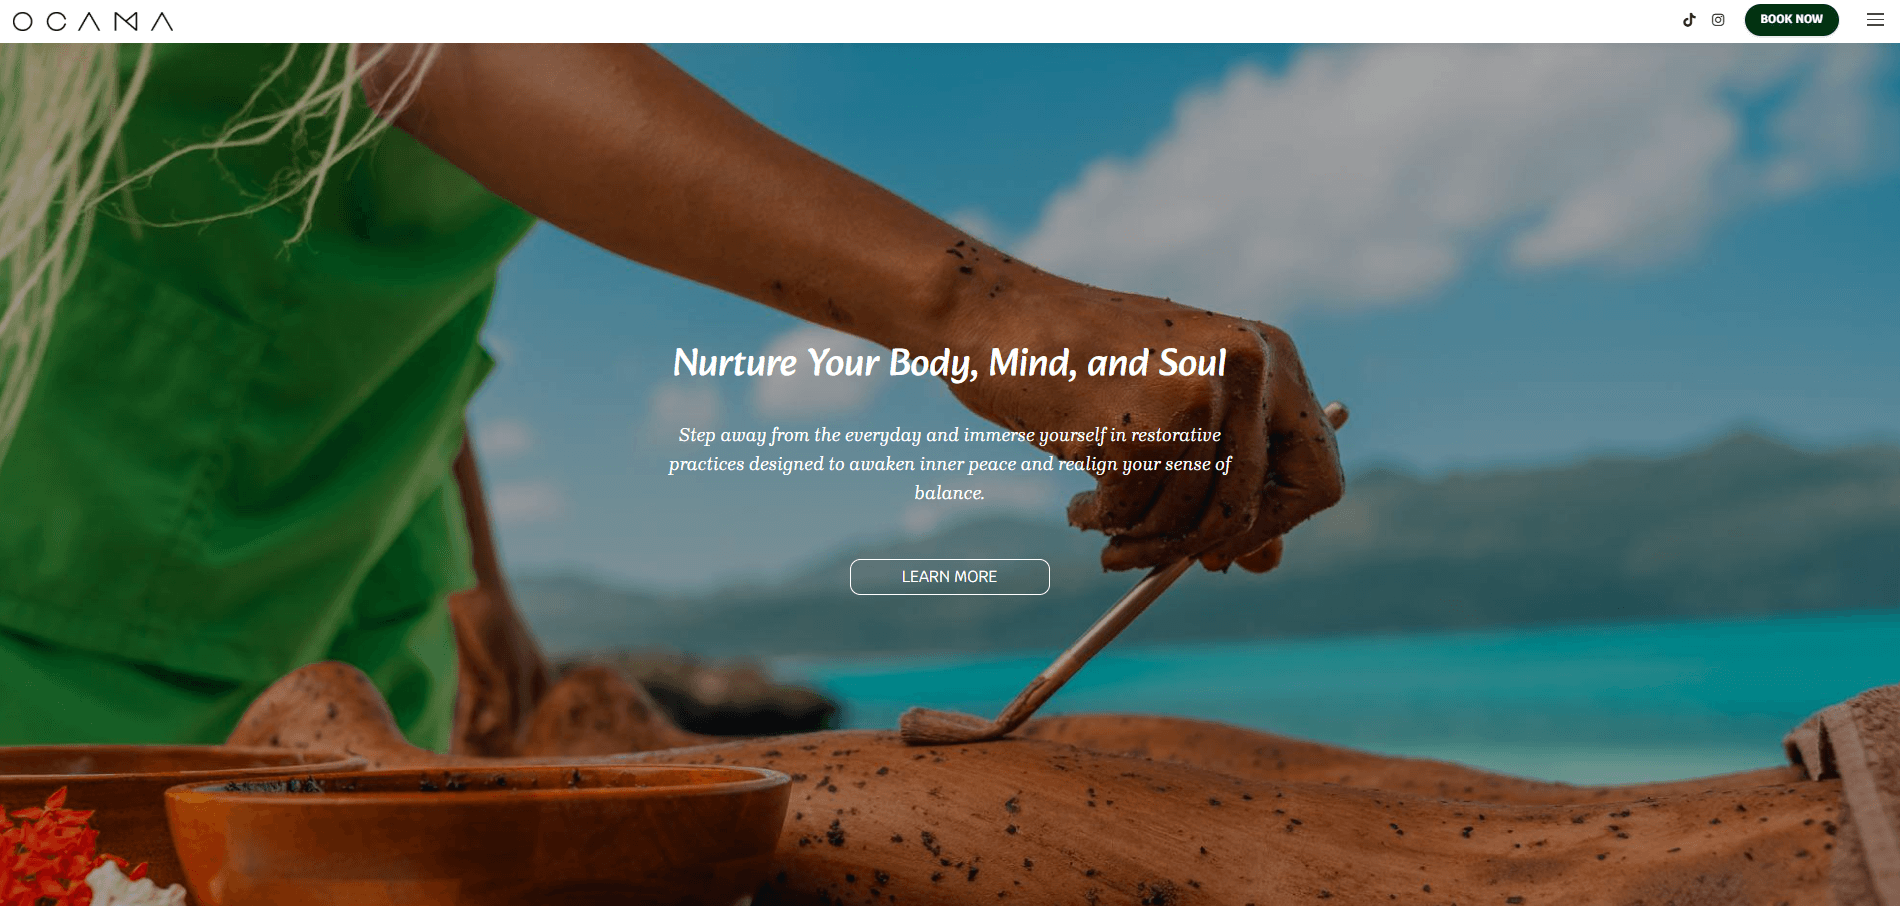 OCAMA
BOOK NOW
Nurture Your Body, Mind, and Soul
Step away from the everyday and immerse yourself in restorative
practices designed to awaken inner peace and realign your sense of
balance.
LEARN MORE